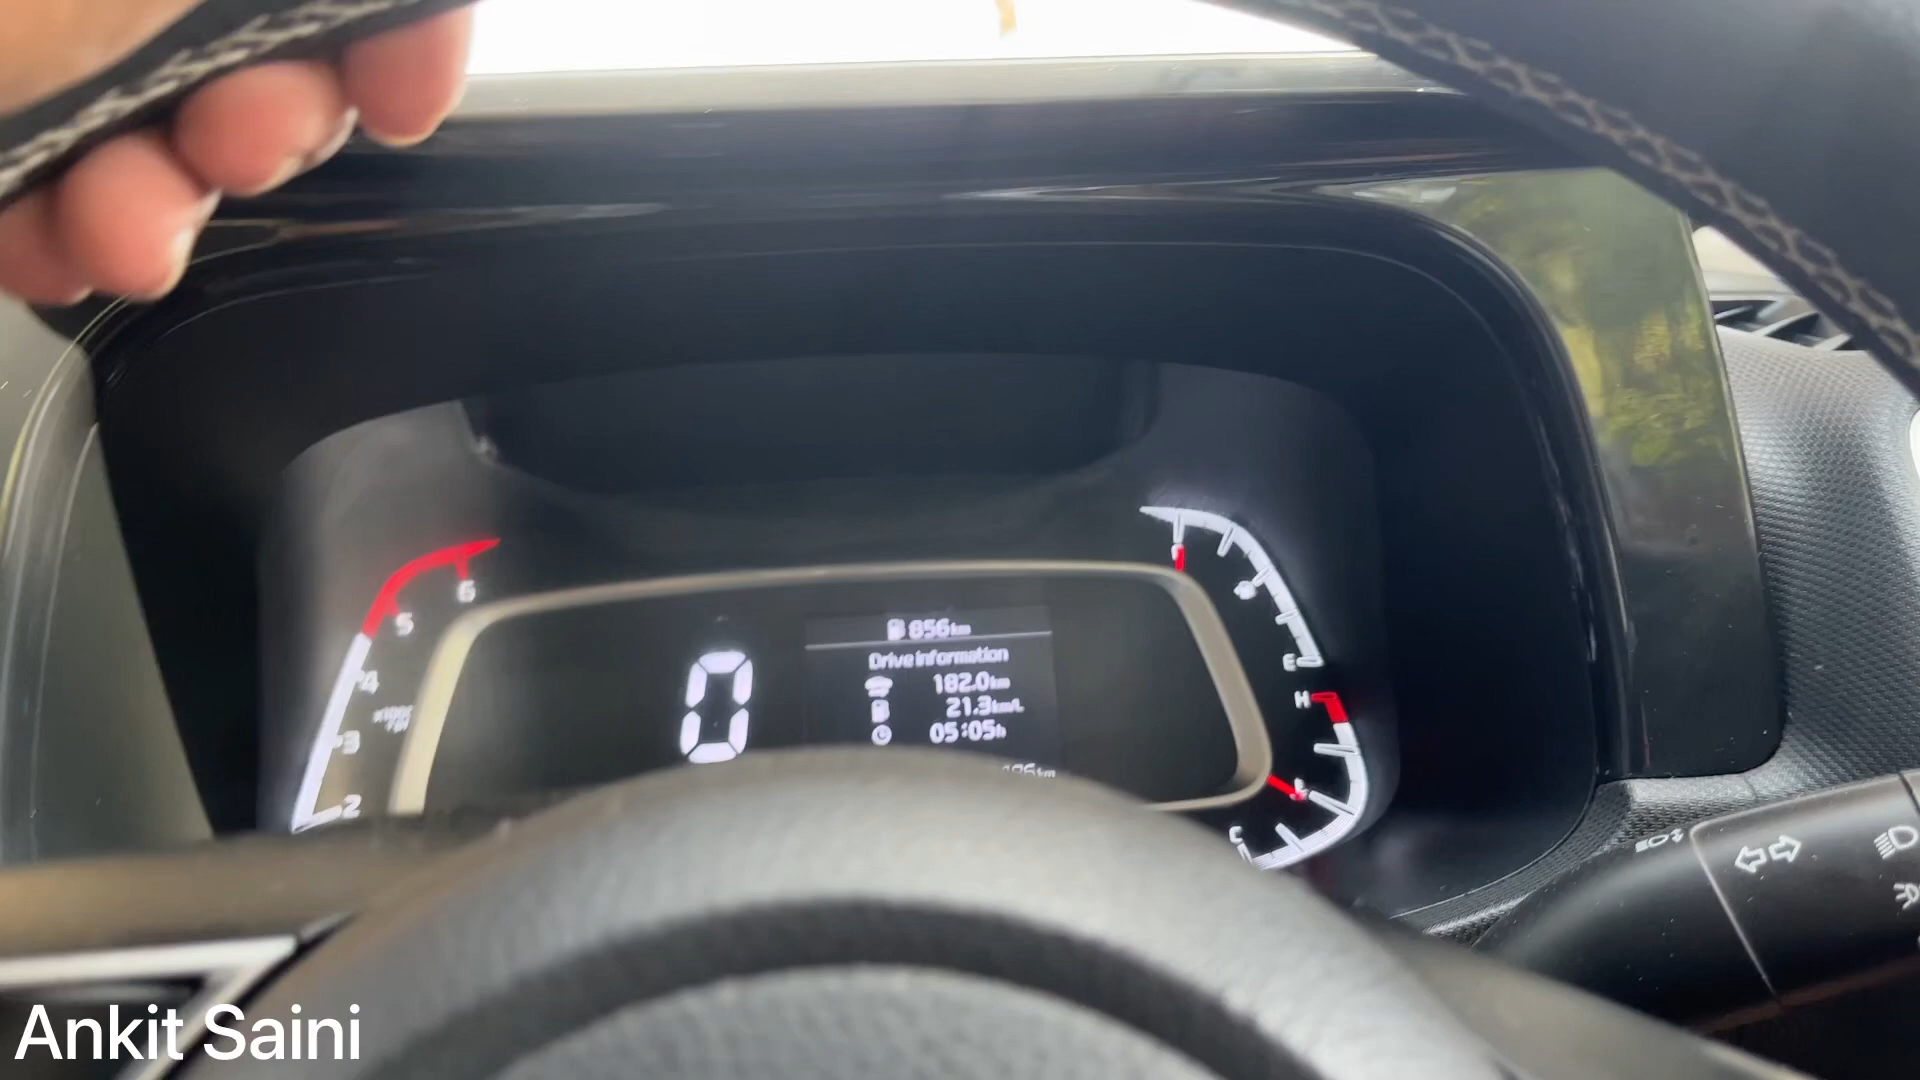 856km
Drive information
182.0km
21.3km/L
05:05h
6
5
4
3
2
E
H
C
0
Ankit Saini